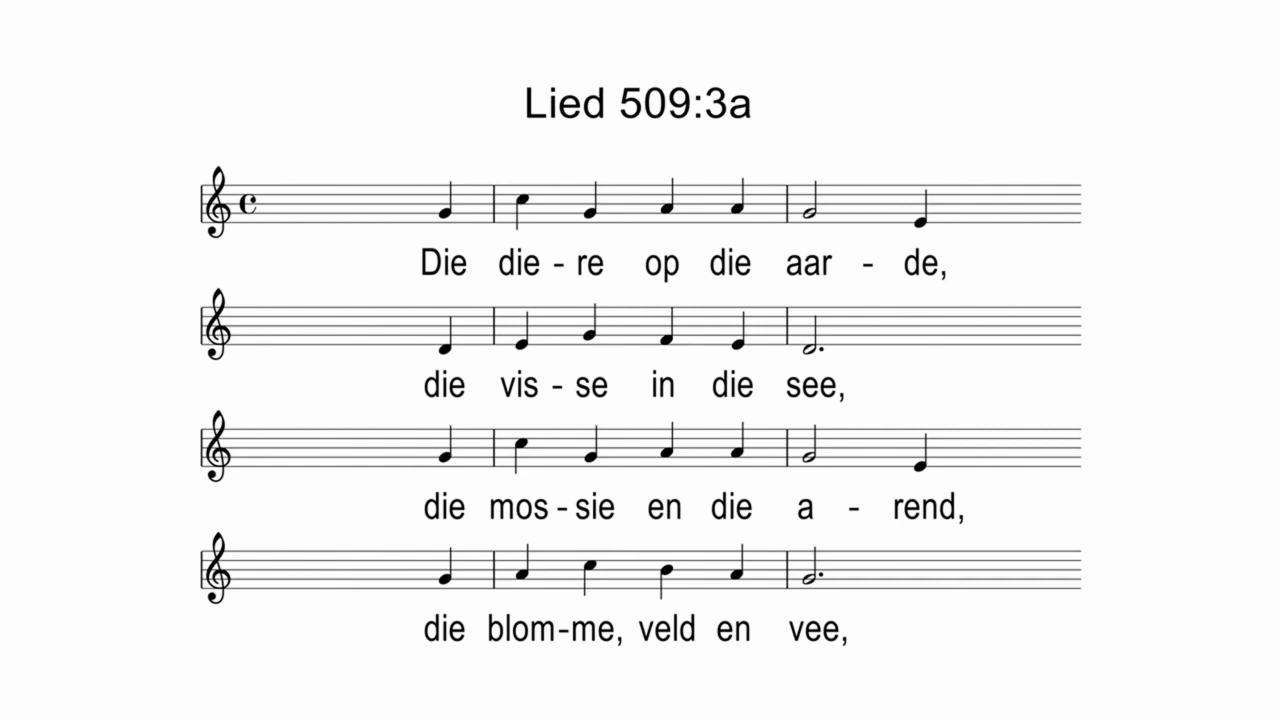 Lied 509:3a
Die die - re op die aar - de,
die vis - se in die see,
die mos - sie en die a - rend,
die blom-me, veld en vee,